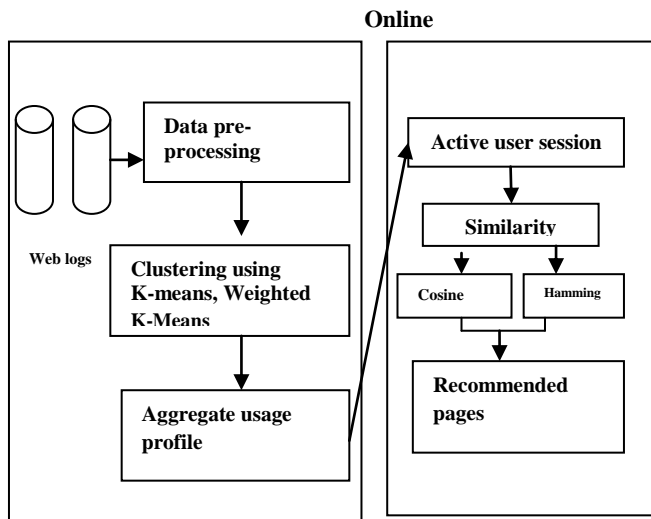 Online
Data pre-
processing
Web logs
Clustering using
K-means, Weighted
K-Means
Aggregate usage
profile
Active user session
Similarity
Cosine
Hamming
Recommended
pages